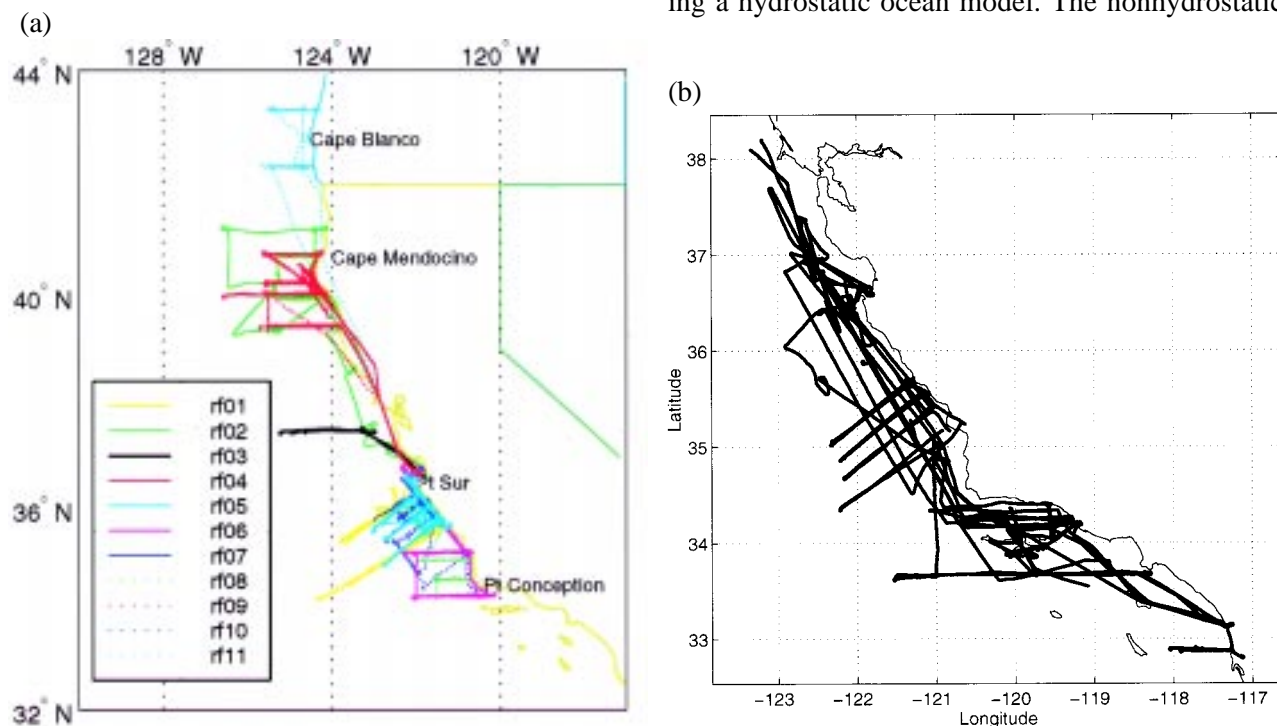 ing a hydrostatic ocean model. The nonhydrostatic
(a)
128° W 124° W 120° W
44° N
Cape Blanco
Cape Mendocino
40° N
rf01
rf02
rf03
rf04
rf05
rf06
rf07
rf08
rf09
rf10
rf11
Pt Sur
36° N
Pt Conception
32° N
(b)
Latitude
38
37
36
35
34
33
-123 -122 -121 -120 -119 -118 -117
Longitude